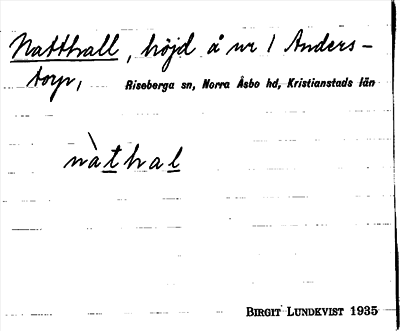 Natthall, höjd å nr 1 Anders-
torp, Riseberga sn, Norra Åsbo hd, Kristianstads län
nàthal
BIRGIT LUNDKVIST 1935